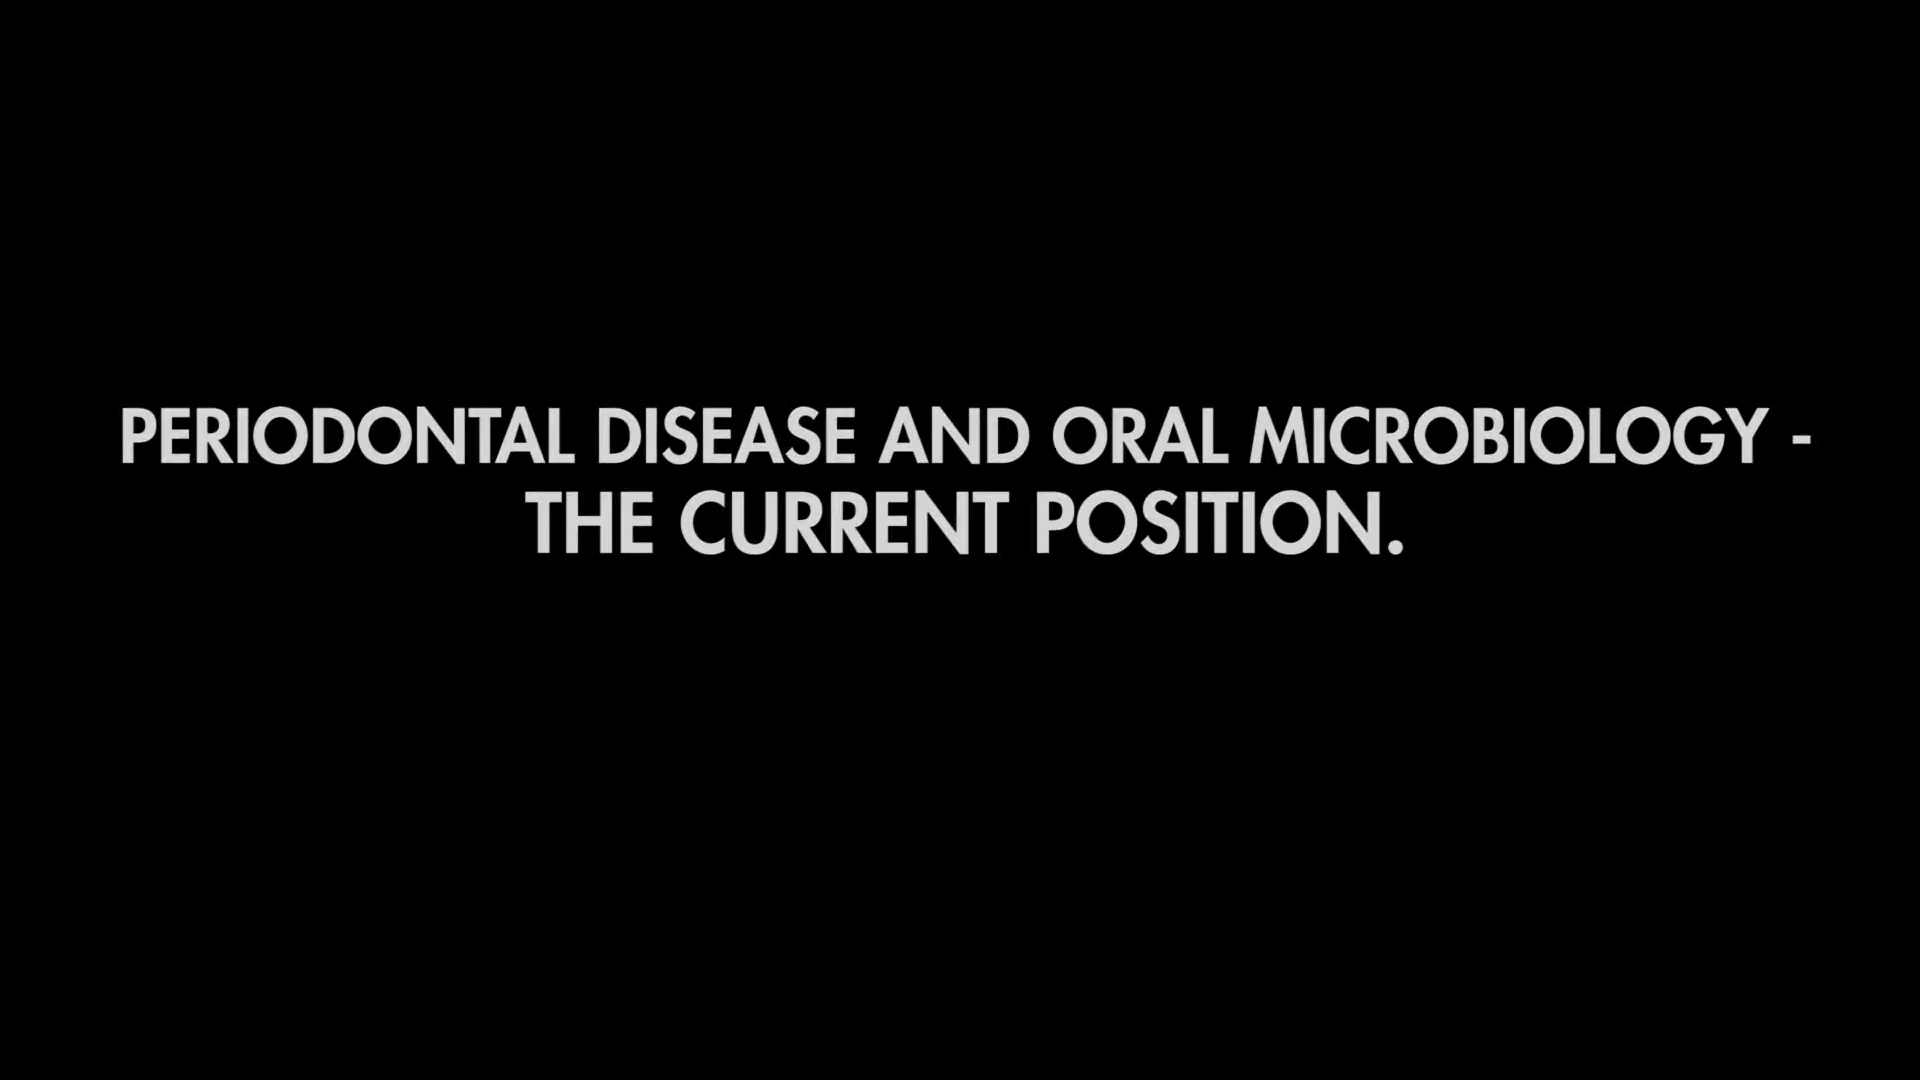 PERIODONTAL DISEASE AND ORAL MICROBIOLOGY -
THE CURRENT POSITION.